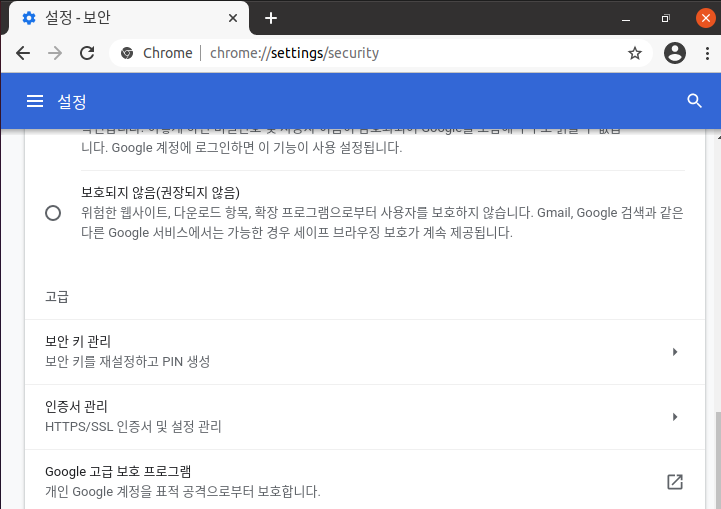 설정 - 보안
Chrome | chrome://settings/security
설정
니다. Google 계정에 로그인하면 이 기능이 사용 설정됩니다.
보호되지 않음(권장되지 않음)
위험한 웹사이트, 다운로드 항목, 확장 프로그램으로부터 사용자를 보호하지 않습니다. Gmail, Google 검색과 같은
다른 Google 서비스에서는 가능한 경우 세이프 브라우징 보호가 계속 제공됩니다.
고급
보안 키 관리
보안 키를 재설정하고 PIN 생성
인증서 관리
HTTPS/SSL 인증서 및 설정 관리
Google 고급 보호 프로그램
개인 Google 계정을 표적 공격으로부터 보호합니다.